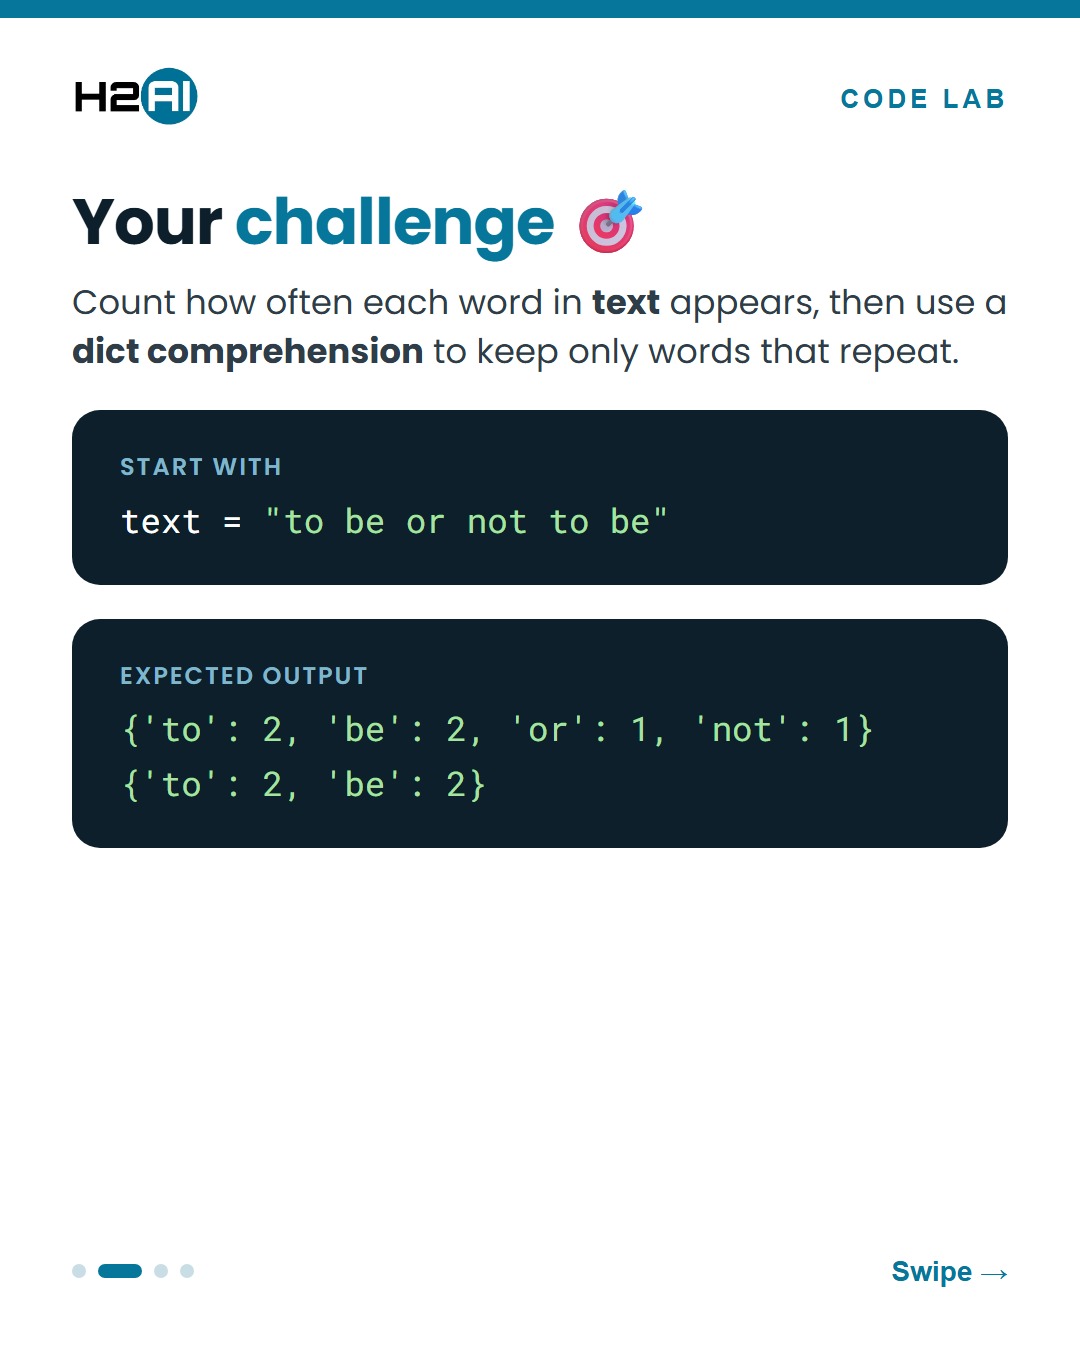 H2AI
CODE LAB
Your challenge 🎯
Count how often each word in text appears, then use a
dict comprehension to keep only words that repeat.
START WITH
text = "to be or not to be"
EXPECTED OUTPUT
{'to': 2, 'be': 2, 'or': 1, 'not': 1}
{'to': 2, 'be': 2}
Swipe →